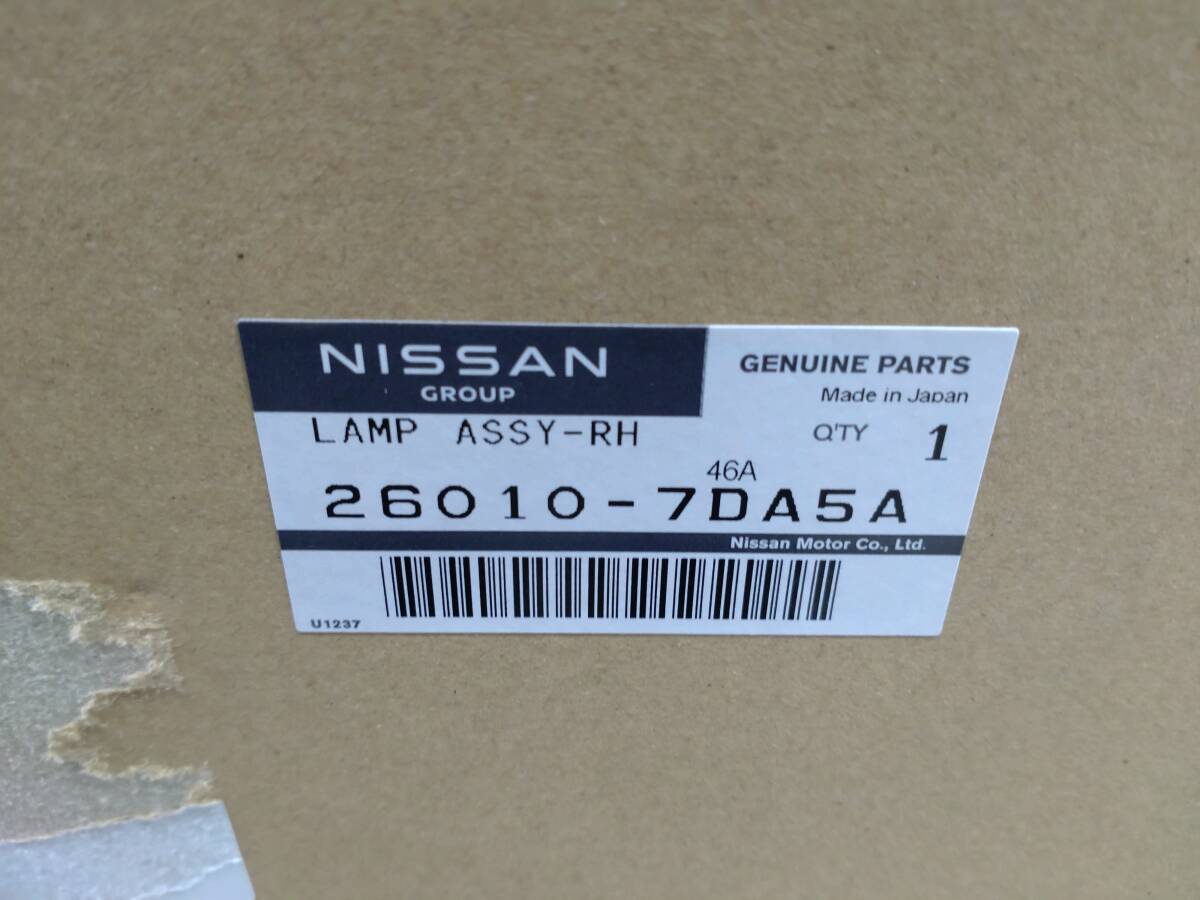 NISSAN
GROUP
GENUINE PARTS
Made in Japan
LAMP ASSY-RH
Q'TY 1
46A
26010-7DA5A
Nissan Motor Co., Ltd.
U1237